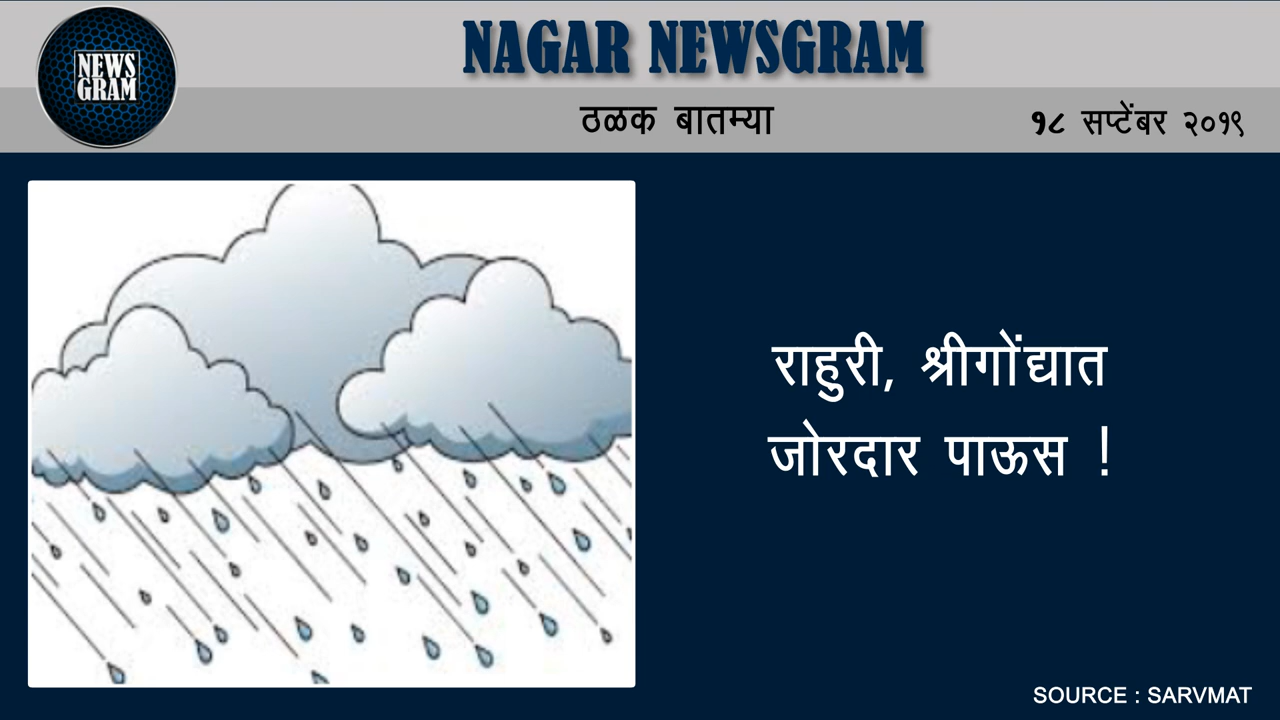 NEWS
GRAM
NAGAR NEWSGRAM
ठळक बातम्या
१८ सप्टेंबर २०१९
राहुरी, श्रीगोंद्यात
जोरदार पाऊस !
SOURCE : SARVMAT